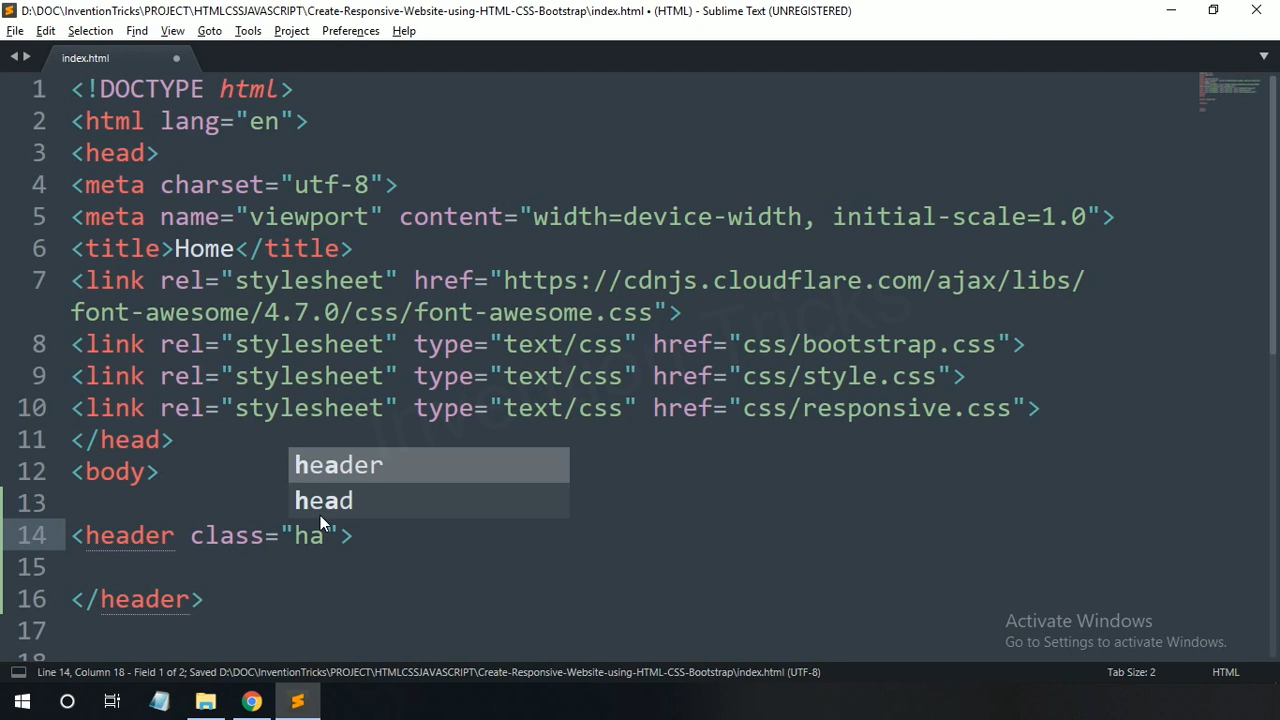 D:\DOC\InventionTricks\PROJECT\HTMLCSSJAVASCRIPT\Create-Responsive-Website-using-HTML-CSS-Bootstrap\index.html • (HTML) - Sublime Text (UNREGISTERED)
File Edit Selection Find View Goto Tools Project Preferences Help
index.html
1 <!DOCTYPE html>
2 <html lang="en">
3 <head>
4 <meta charset="utf-8">
5 <meta name="viewport" content="width=device-width, initial-scale=1.0">
6 <title>Home</title>
7 <link rel="stylesheet" href="https://cdnjs.cloudflare.com/ajax/libs/
font-awesome/4.7.0/css/font-awesome.css">
8 <link rel="stylesheet" type="text/css" href="css/bootstrap.css">
9 <link rel="stylesheet" type="text/css" href="css/style.css">
10 <link rel="stylesheet" type="text/css" href="css/responsive.css">
Invention Tricks
11 </head>
header
12 <body>
head
13
14 <header class="ha">
15
16 </header>
17
Activate Windows
Go to Settings to activate Windows.
18
Line 14, Column 18 - Field 1 of 2; Saved D:\DOC\InventionTricks\PROJECT\HTMLCSSJAVASCRIPT\Create-Responsive-Website-using-HTML-CSS-Bootstrap\index.html (UTF-8) Tab Size: 2 HTML